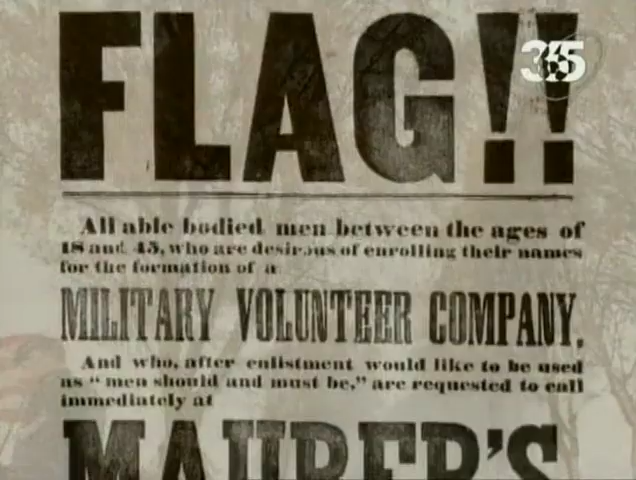 365
FLAG!!
All able bodied men between the ages of
18 and 45, who are desirous of enrolling their names
for the formation of a
MILITARY VOLUNTEER COMPANY,
And who, after enlistment would like to be used
as "men should and must be," are requested to call
immediately at
MAURER'S